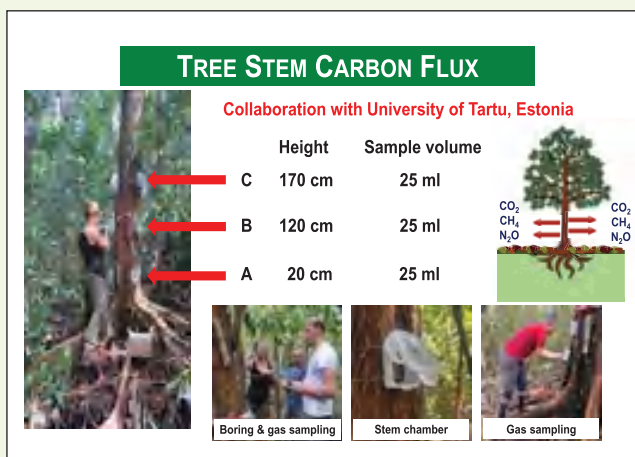 TREE STEM CARBON FLUX
Collaboration with University of Tartu, Estonia
Height Sample volume
C 170 cm 25 ml
B 120 cm 25 ml
A 20 cm 25 ml
CO₂ CO₂
CH₄ CH₄
N₂O N₂O
Boring & gas sampling
Stem chamber
Gas sampling